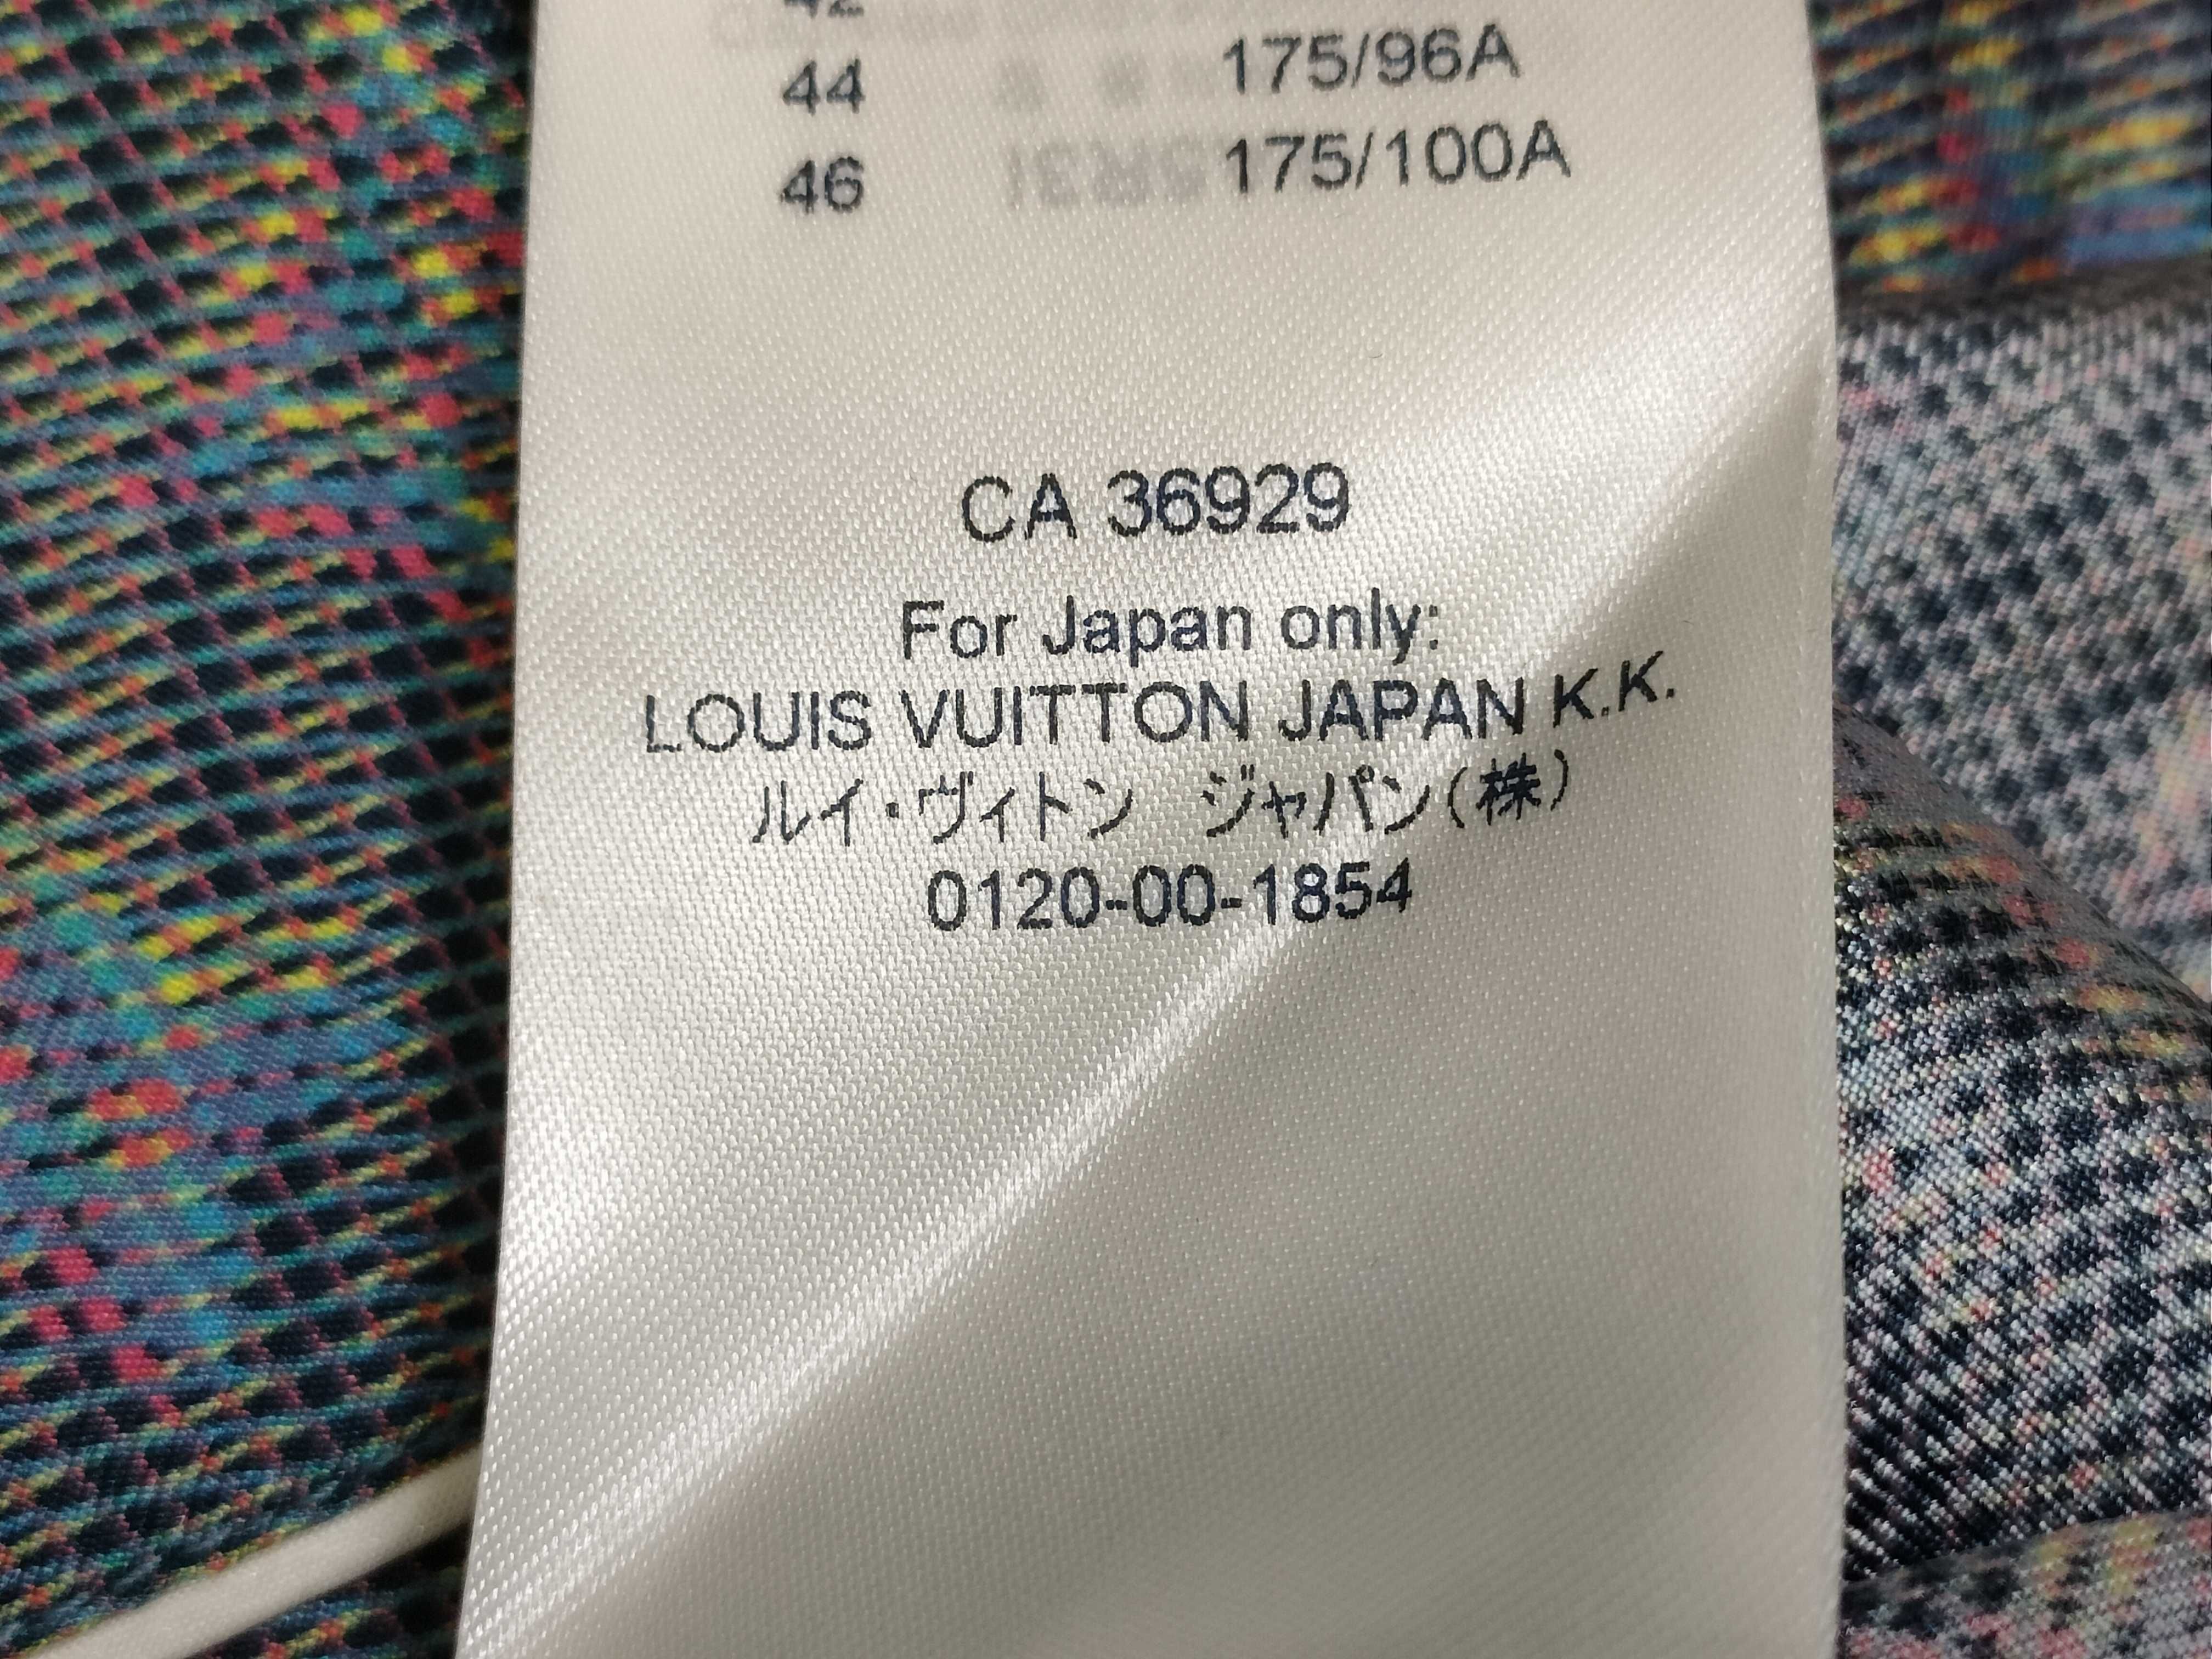 42
44 175/96A
46 175/100A
CA 36929
For Japan only:
LOUIS VUITTON JAPAN K.K.
ルイ・ヴィトン　ジャパン(株)
0120-00-1854